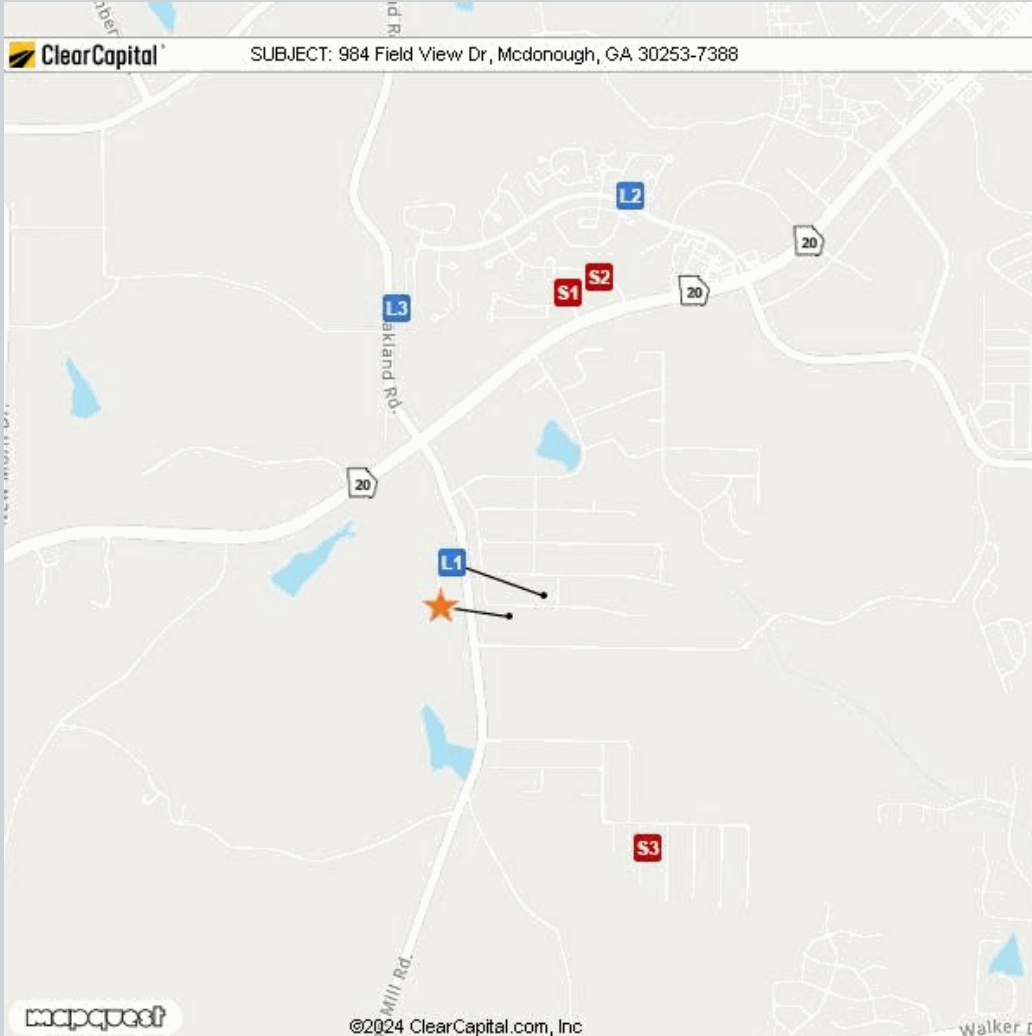 ClearCapital
SUBJECT: 984 Field View Dr, Mcdonough, GA 30253-7388
L2
20
S2
S1
20
L3
akland Rd.
20
L1
S3
Mill Rd.
mapquest
©2024 ClearCapital.com, Inc
Walker